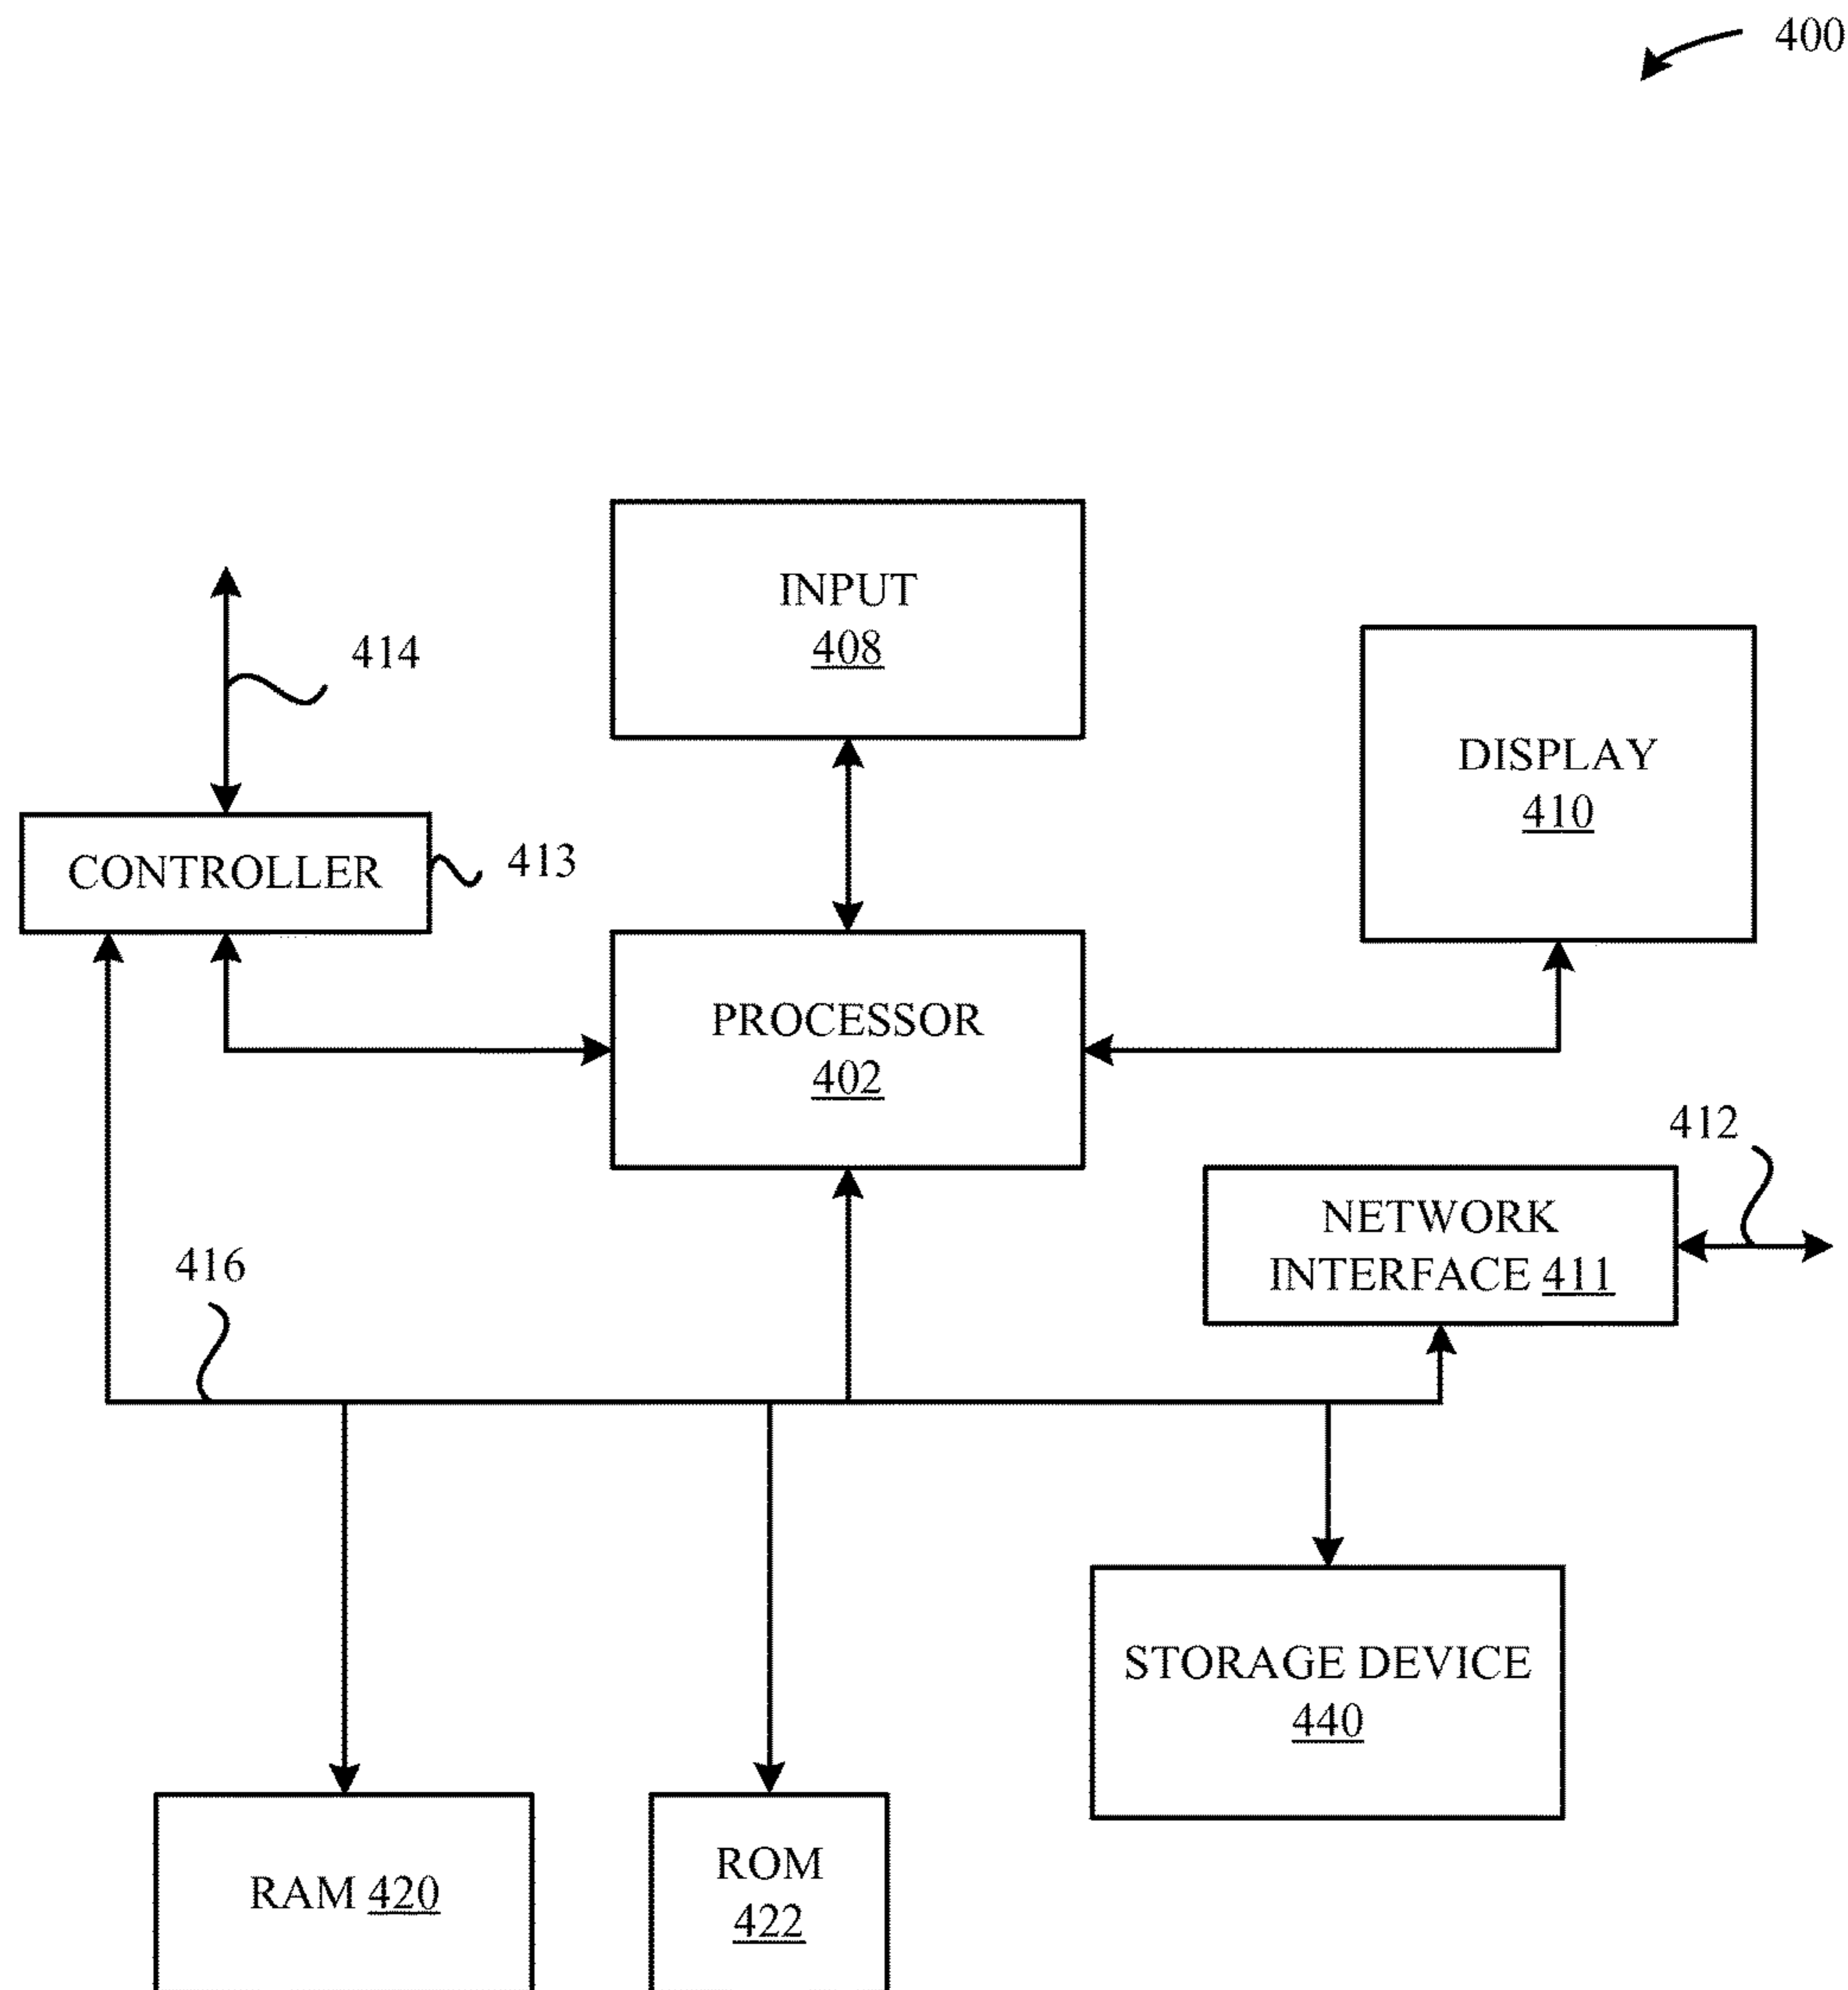 400
INPUT
408
414
DISPLAY
410
CONTROLLER
413
PROCESSOR
402
412
NETWORK
INTERFACE 411
416
STORAGE DEVICE
440
RAM 420
ROM
422